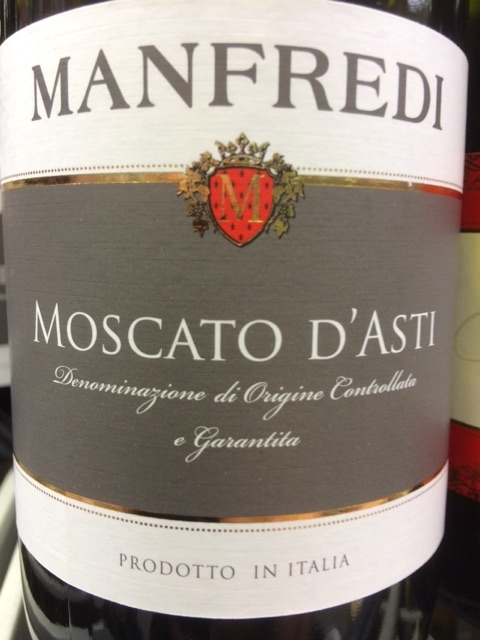 MANFREDI
M
MOSCATO D'ASTI
Denominazione di Origine Controllata
e Garantita
PRODOTTO IN ITALIA